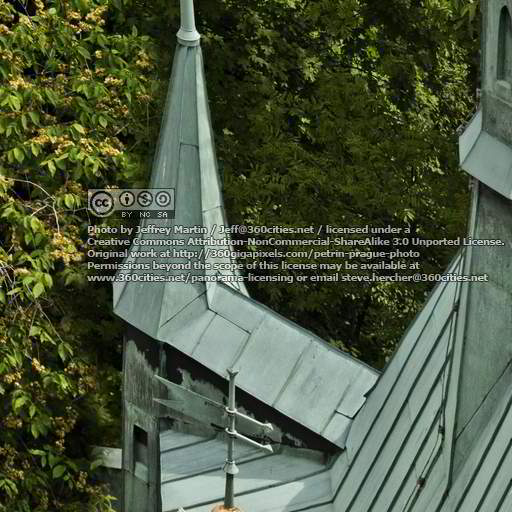 cc BY NC SA
Photo by Jeffrey Martin / Jeff@360cities.net / licensed under a
Creative Commons Attribution-NonCommercial-ShareAlike 3.0 Unported License.
Original work at http://360gigapixels.com/petrin-prague-photo
Permissions beyond the scope of this license may be available at
www.360cities.net/panorama-licensing or email steve.hercher@360cities.net